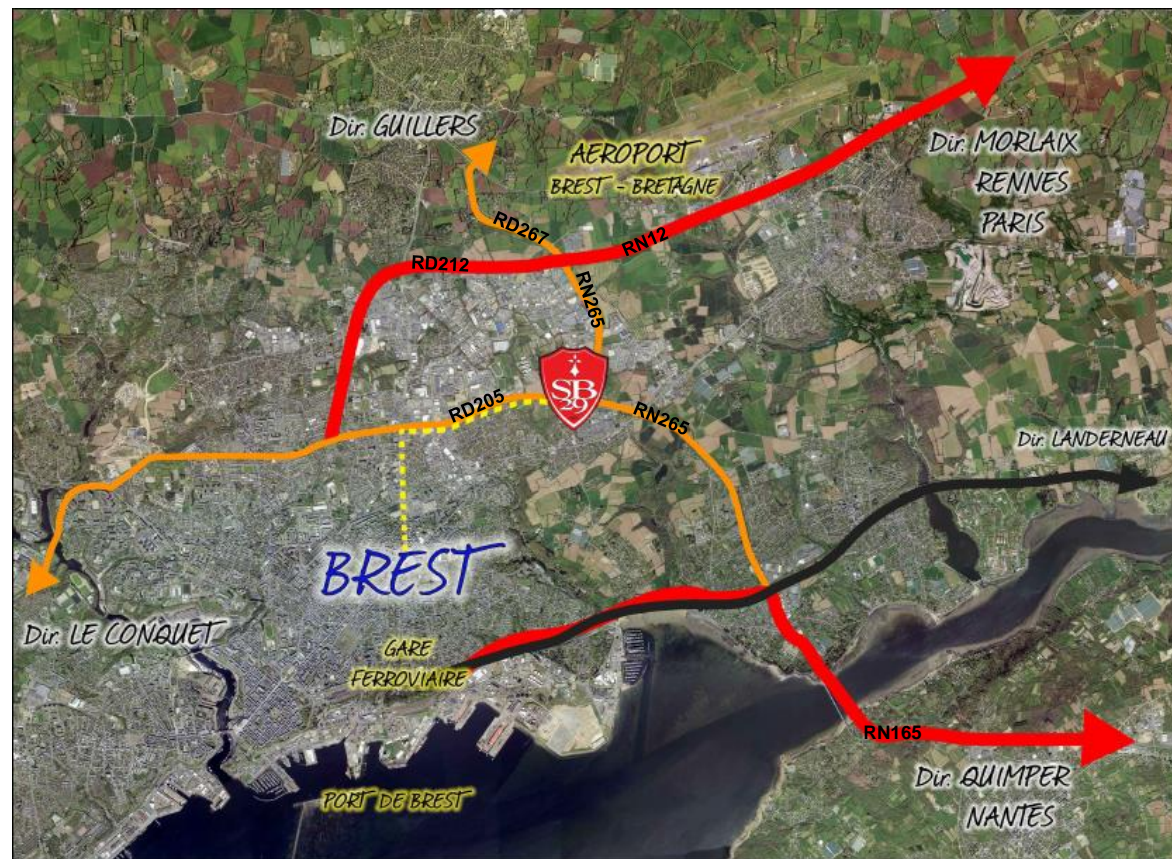 Dir. GUILLERS
AEROPORT
BREST - BRETAGNE
Dir. MORLAIX
RENNES
PARIS
RD267
RN12
RD212
RN265
SB
29
RD205
RN265
Dir. LANDERNEAU
BREST
Dir. LE CONQUET
GARE
FERROVIAIRE
RN165
Dir. QUIMPER
NANTES
PORT DE BREST